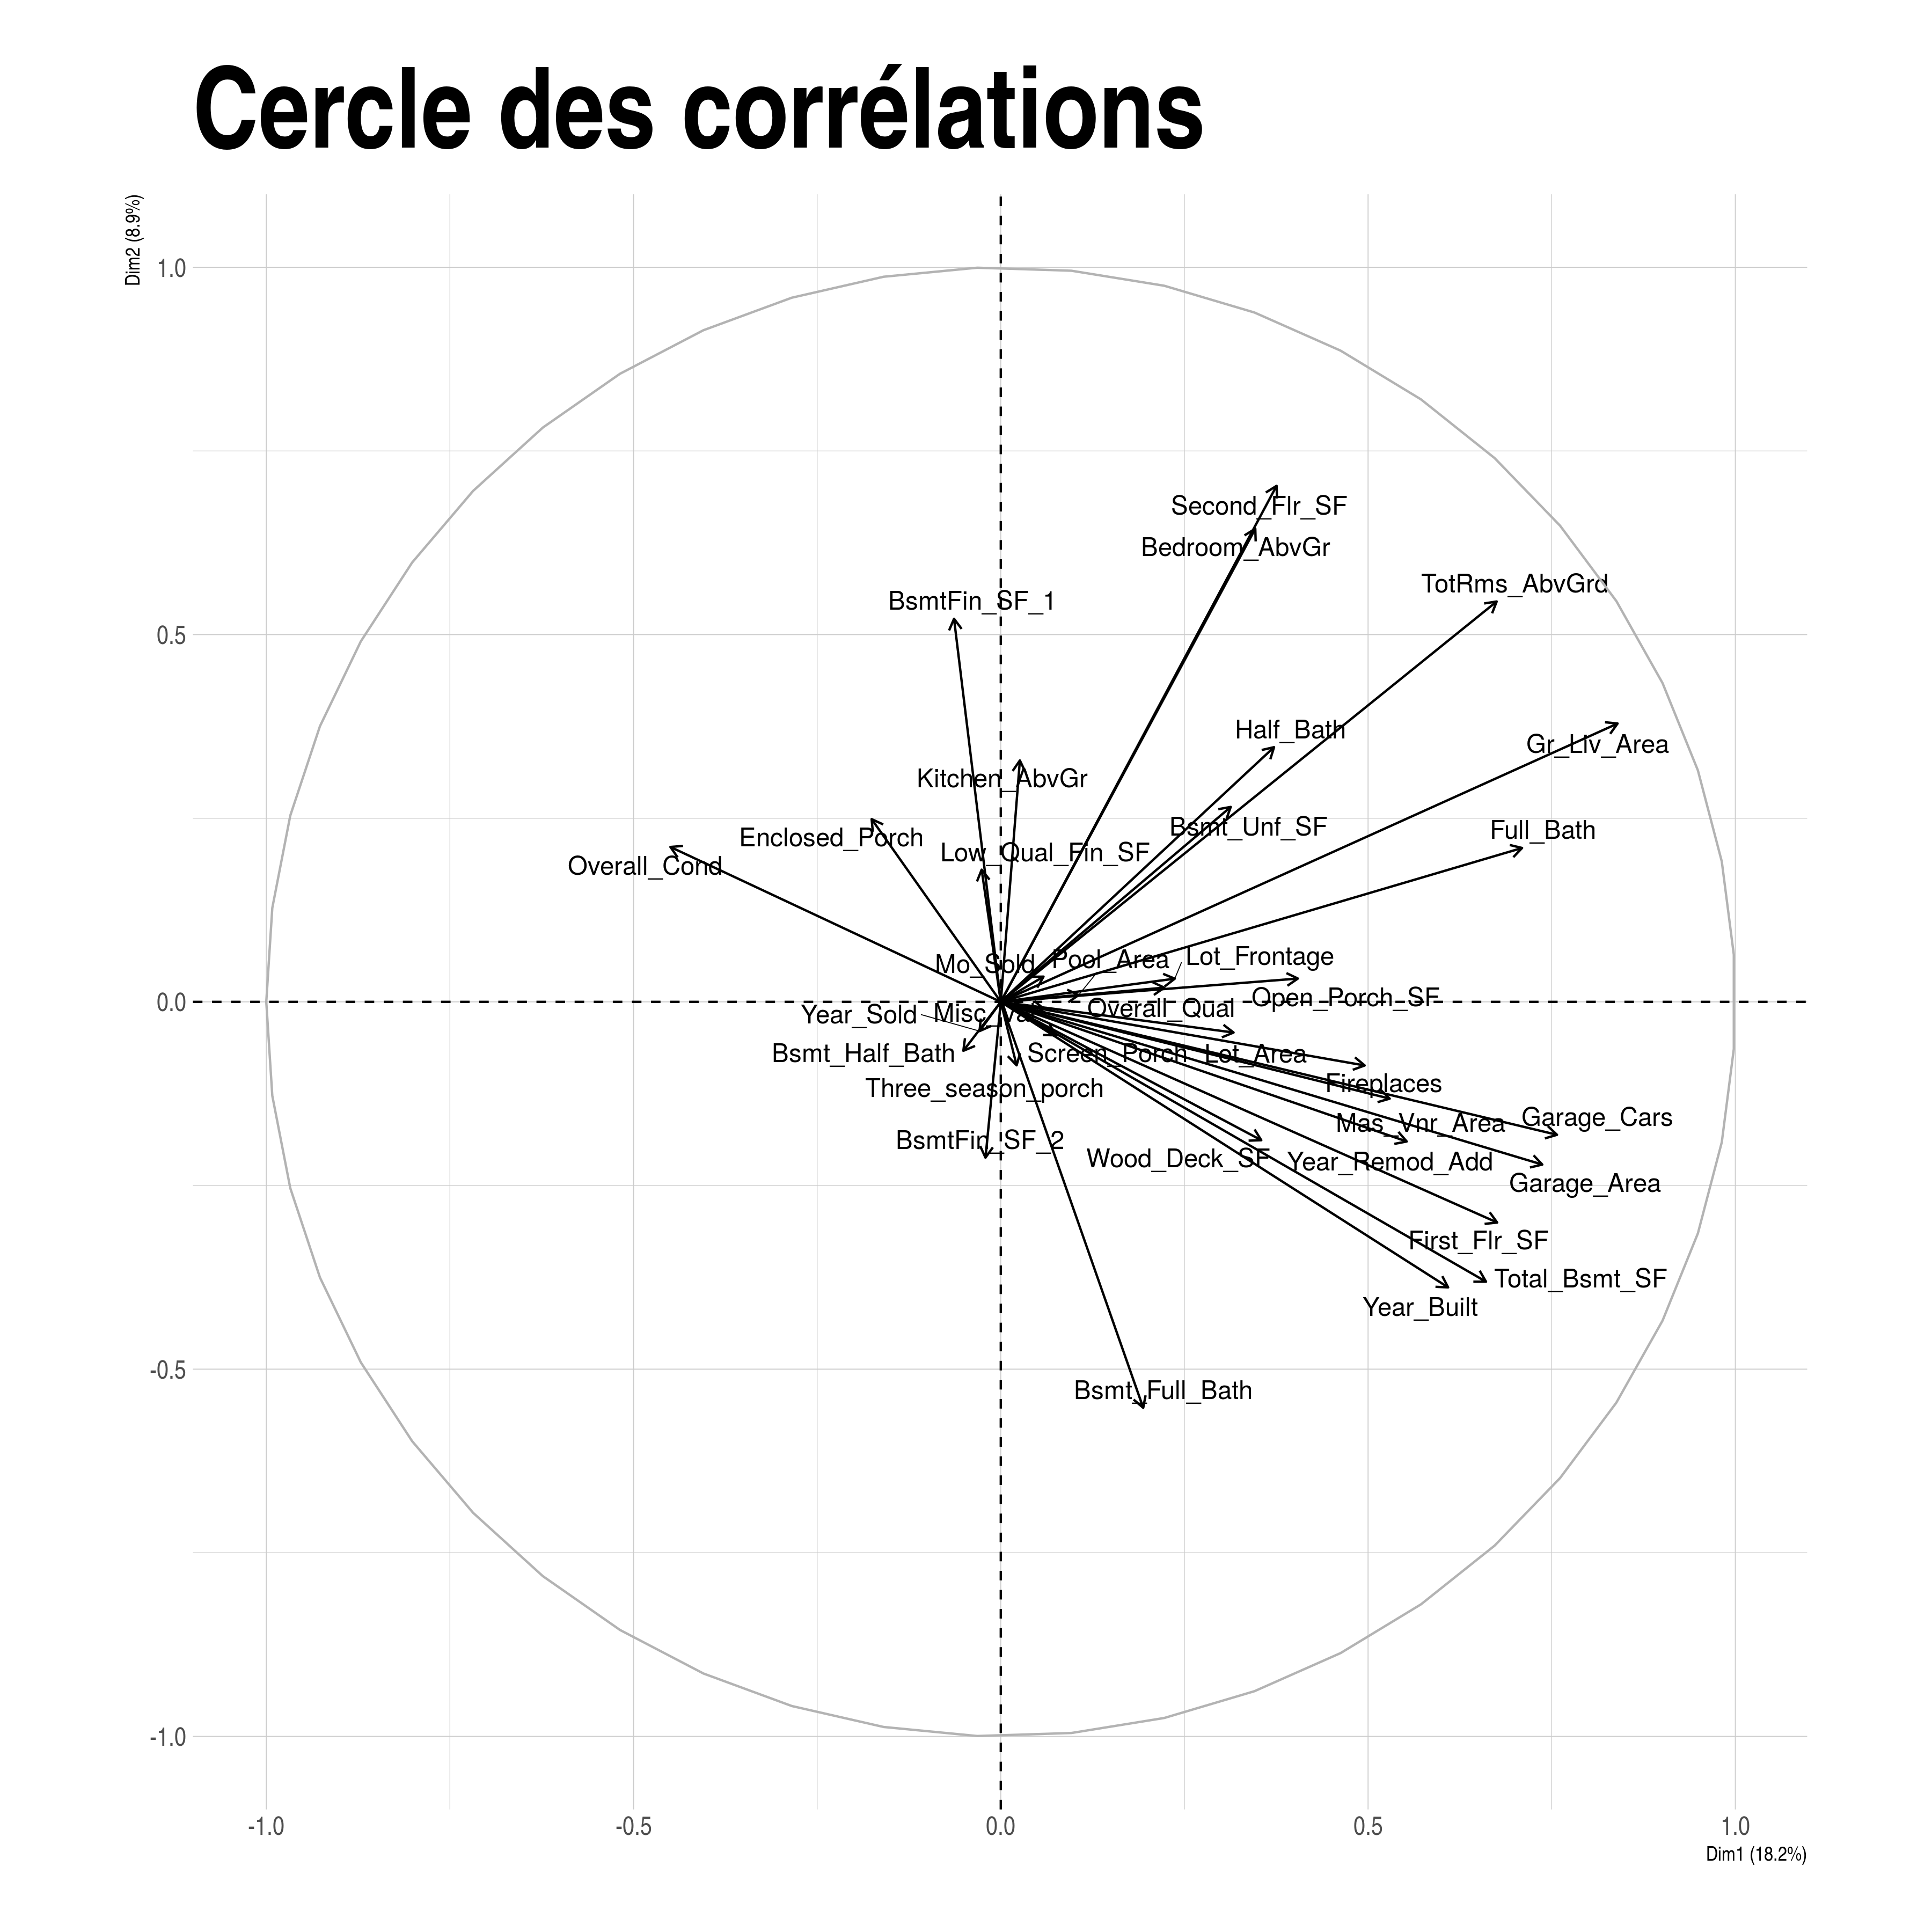 Cercle des corrélations
Dim2 (8.9%)
1.0
Second_Flr_SF
Bedroom_AbvGr
TotRms_AbvGrd
BsmtFin_SF_1
0.5
Half_Bath
Gr_Liv_Area
Kitchen_AbvGr
Bsmt_Unf_SF
Full_Bath
Enclosed_Porch
Low_Qual_Fin_SF
Overall_Cond
Mo_Sold
Pool_Area
Lot_Frontage
0.0
Open_Porch_SF
Overall_Qual
Year_Sold
Misc_Val
Bsmt_Half_Bath
Screen_Porch
Lot_Area
Three_season_porch
Fireplaces
Garage_Cars
Mas_Vnr_Area
BsmtFin_SF_2
Wood_Deck_SF
Year_Remod_Add
Garage_Area
First_Flr_SF
Total_Bsmt_SF
Year_Built
-0.5
Bsmt_Full_Bath
-1.0
-1.0 -0.5 0.0 0.5 1.0
Dim1 (18.2%)